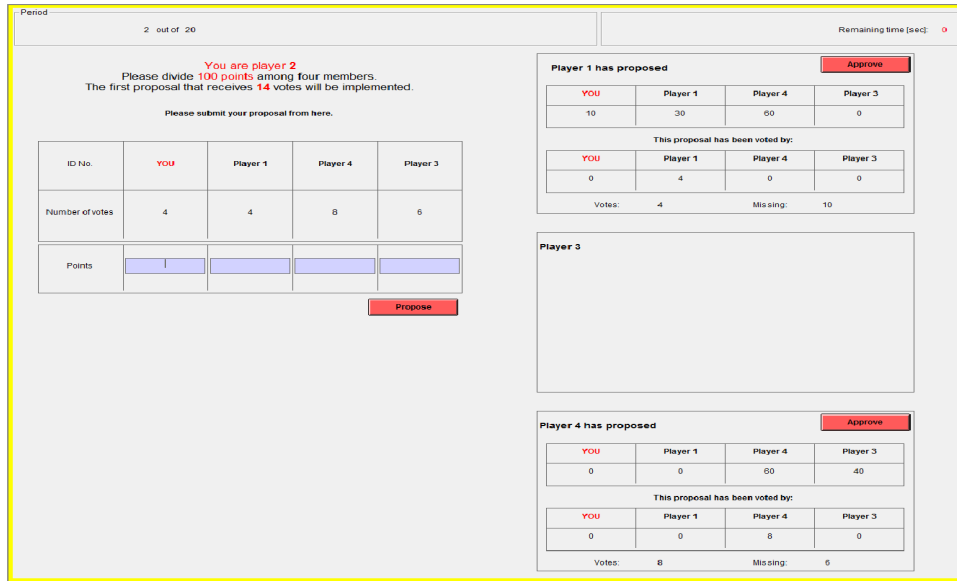 Period
2 out of 20
Remaining time [sec]: 0
You are player 2
Please divide 100 points among four members.
The first proposal that receives 14 votes will be implemented.
Please submit your proposal from here.
ID No. YOU Player 1 Player 4 Player 3
Number of votes 4 4 8 6
Points
Propose
Player 1 has proposed Approve
YOU Player 1 Player 4 Player 3
10 30 60 0
This proposal has been voted by:
YOU Player 1 Player 4 Player 3
0 4 0 0
Votes: 4 Missing: 10
Player 3
Player 4 has proposed Approve
YOU Player 1 Player 4 Player 3
0 0 60 40
This proposal has been voted by:
YOU Player 1 Player 4 Player 3
0 0 8 0
Votes: 8 Missing: 6